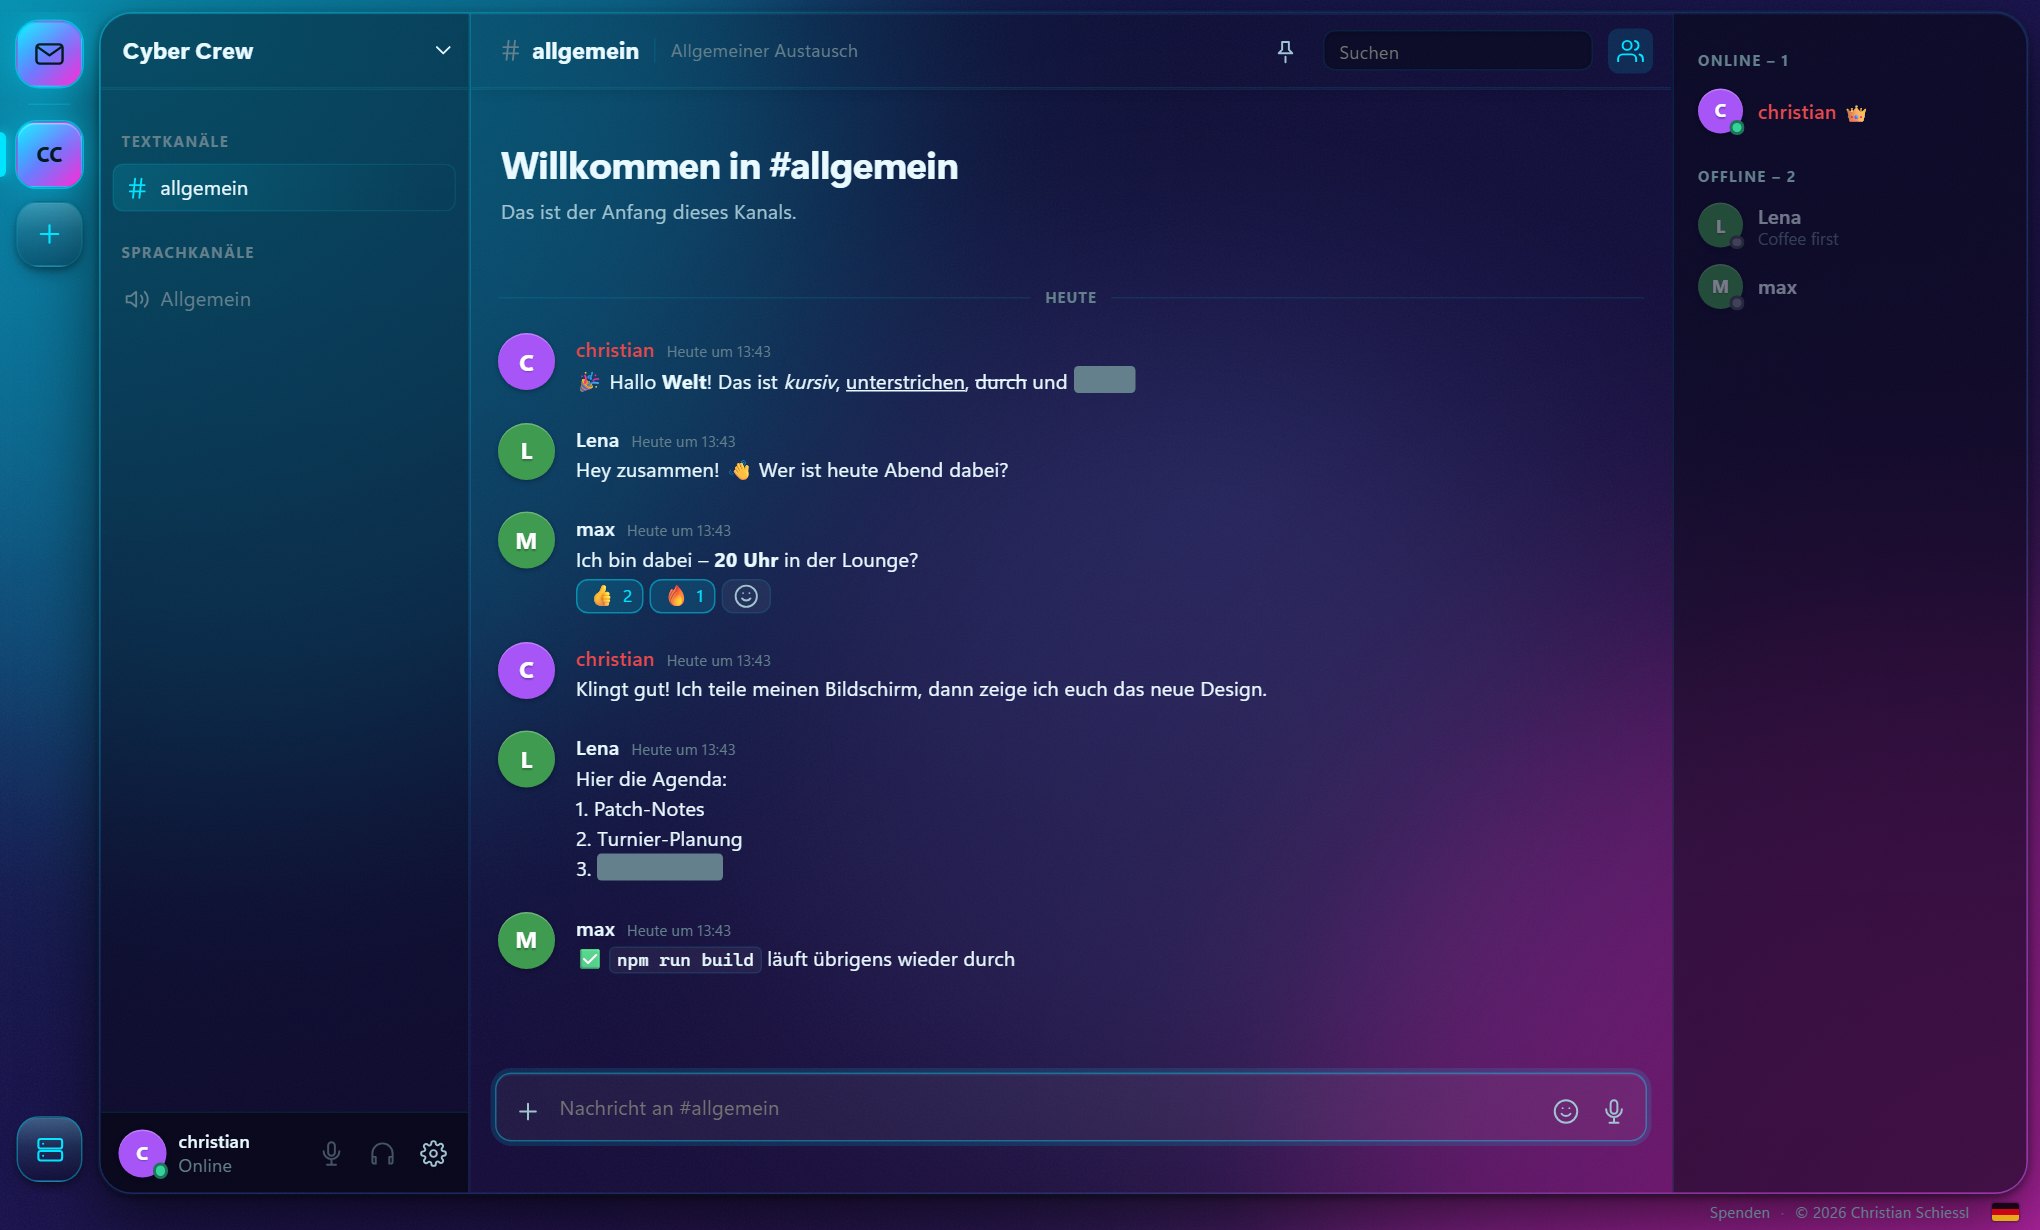 Cyber Crew
CC
TEXTKANÄLE
# allgemein
SPRACHKANÄLE
Allgemein
C
christian
Online
# allgemein
Allgemeiner Austausch
Suchen
Willkommen in #allgemein
Das ist der Anfang dieses Kanals.
HEUTE
C
christian Heute um 13:43
🎉 Hallo Welt! Das ist kursiv, unterstrichen, durch und
L
Lena Heute um 13:43
Hey zusammen! 👋 Wer ist heute Abend dabei?
M
max Heute um 13:43
Ich bin dabei – 20 Uhr in der Lounge?
👍 2 🔥 1
C
christian Heute um 13:43
Klingt gut! Ich teile meinen Bildschirm, dann zeige ich euch das neue Design.
L
Lena Heute um 13:43
Hier die Agenda:
1. Patch-Notes
2. Turnier-Planung
3.
M
max Heute um 13:43
✅ npm run build läuft übrigens wieder durch
Nachricht an #allgemein
ONLINE – 1
C
christian 👑
OFFLINE – 2
L
Lena
Coffee first
M
max
Spenden · © 2026 Christian Schiessl